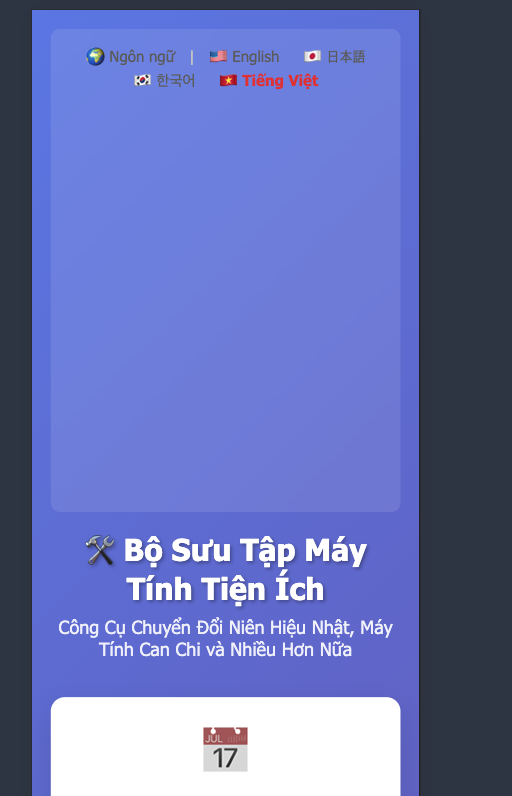 Ngôn ngữ | English 日本語
한국어 Tiếng Việt
Bộ Sưu Tập Máy
Tính Tiện Ích
Công Cụ Chuyển Đổi Niên Hiệu Nhật, Máy
Tính Can Chi và Nhiều Hơn Nữa
JUL
17